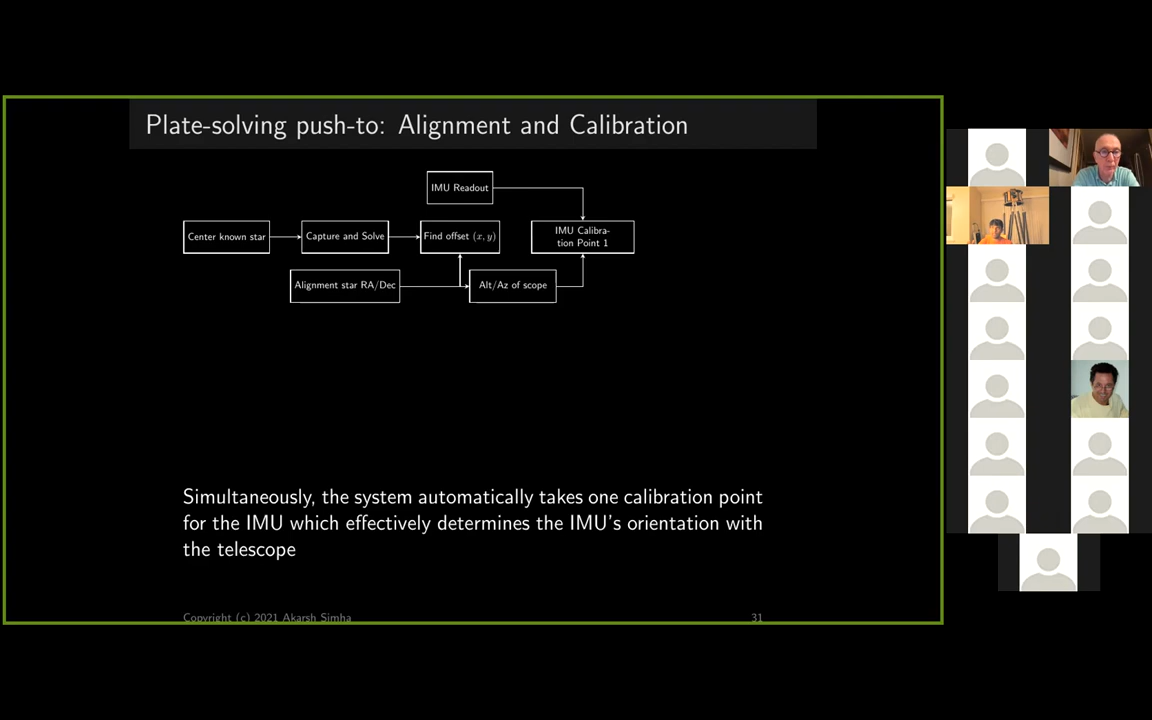 Plate-solving push-to: Alignment and Calibration
IMU Readout
Center known star
Capture and Solve
Find offset (x, y)
IMU Calibra-
tion Point 1
Alignment star RA/Dec
Alt/Az of scope
Simultaneously, the system automatically takes one calibration point
for the IMU which effectively determines the IMU's orientation with
the telescope
Copyright (c) 2021 Akarsh Simha
31